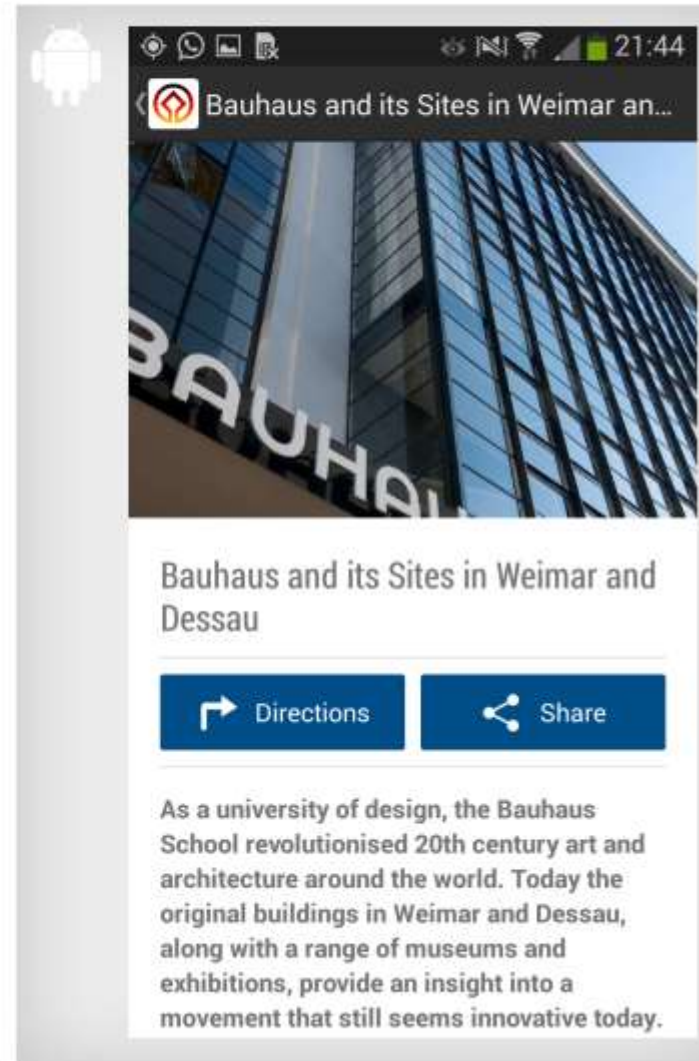 21:44
Bauhaus and its Sites in Weimar an...
BAUHAU
Bauhaus and its Sites in Weimar and
Dessau
Directions
Share
As a university of design, the Bauhaus
School revolutionised 20th century art and
architecture around the world. Today the
original buildings in Weimar and Dessau,
along with a range of museums and
exhibitions, provide an insight into a
movement that still seems innovative today.